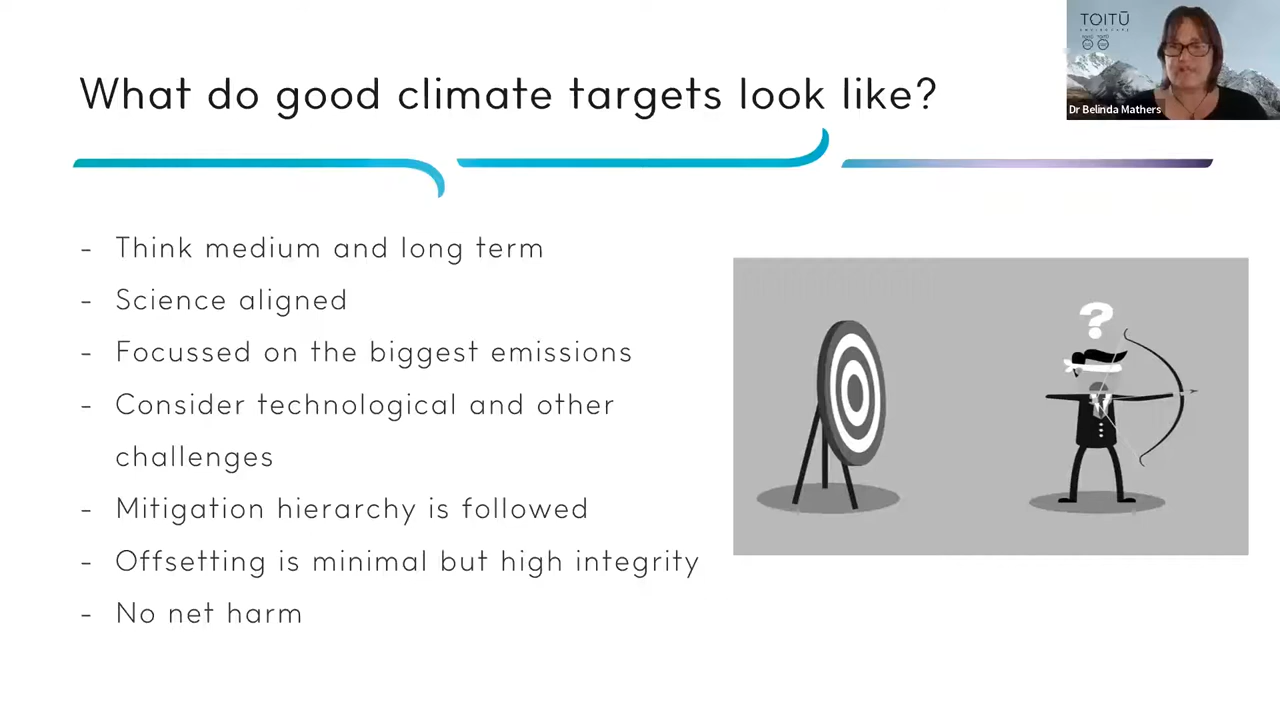 What do good climate targets look like?
TOITŪ
Dr Belinda Mathers
- Think medium and long term
- Science aligned
- Focussed on the biggest emissions
- Consider technological and other
challenges
- Mitigation hierarchy is followed
- Offsetting is minimal but high integrity
- No net harm
?